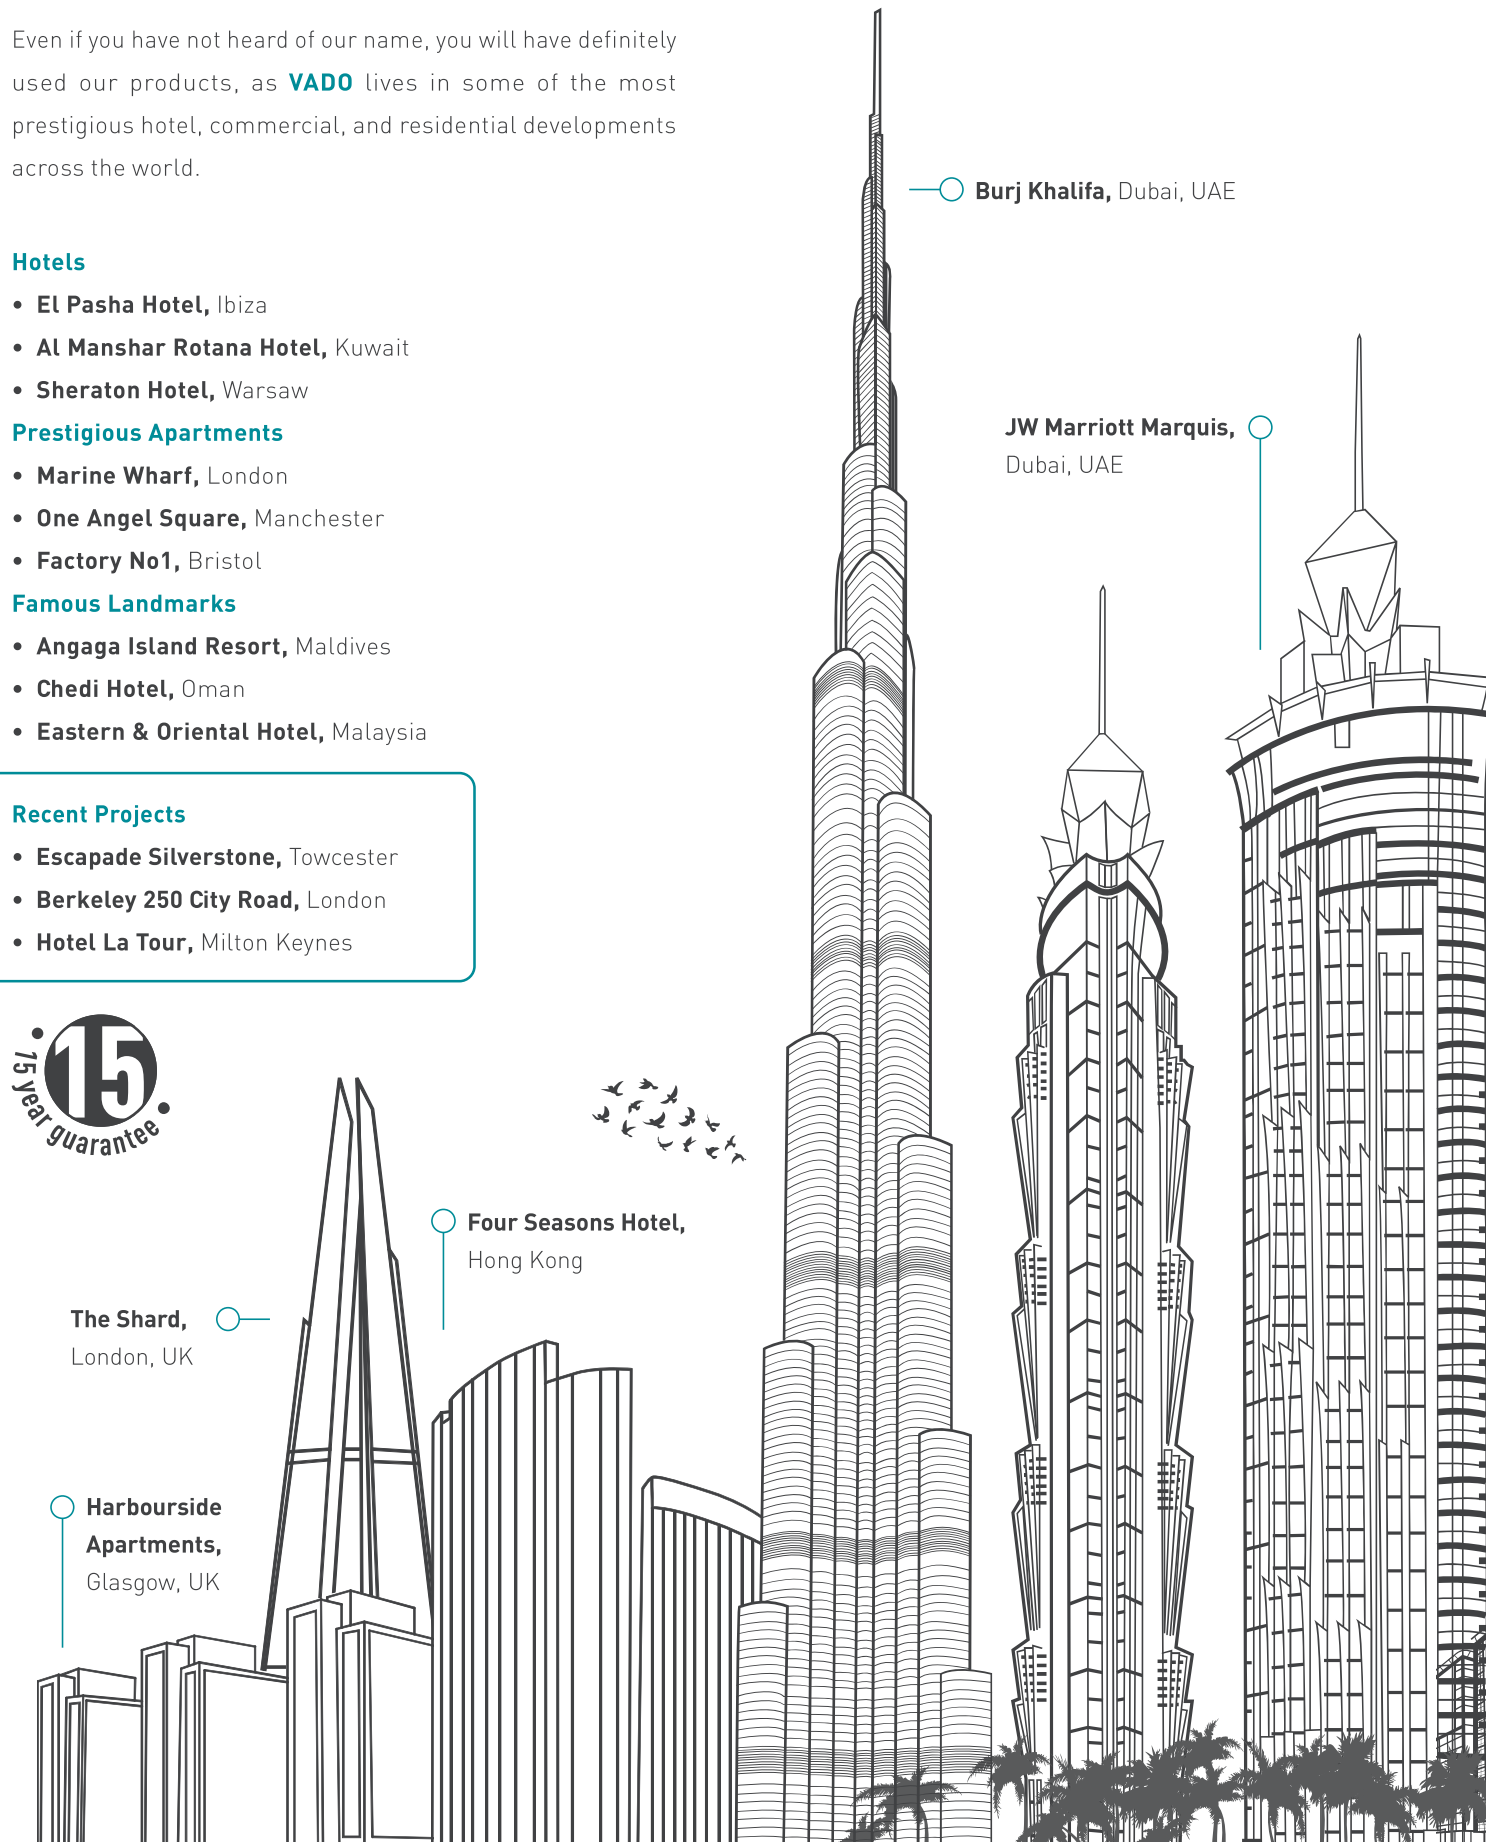 Even if you have not heard of our name, you will have definitely
used our products, as VADO lives in some of the most
prestigious hotel, commercial, and residential developments
across the world.
Hotels
• El Pasha Hotel, Ibiza
• Al Manshar Rotana Hotel, Kuwait
• Sheraton Hotel, Warsaw
Prestigious Apartments
• Marine Wharf, London
• One Angel Square, Manchester
• Factory No1, Bristol
Famous Landmarks
• Angaga Island Resort, Maldives
• Chedi Hotel, Oman
• Eastern & Oriental Hotel, Malaysia
Recent Projects
• Escapade Silverstone, Towcester
• Berkeley 250 City Road, London
• Hotel La Tour, Milton Keynes
15
15 year guarantee
Burj Khalifa, Dubai, UAE
JW Marriott Marquis,
Dubai, UAE
Four Seasons Hotel,
Hong Kong
The Shard,
London, UK
Harbourside
Apartments,
Glasgow, UK